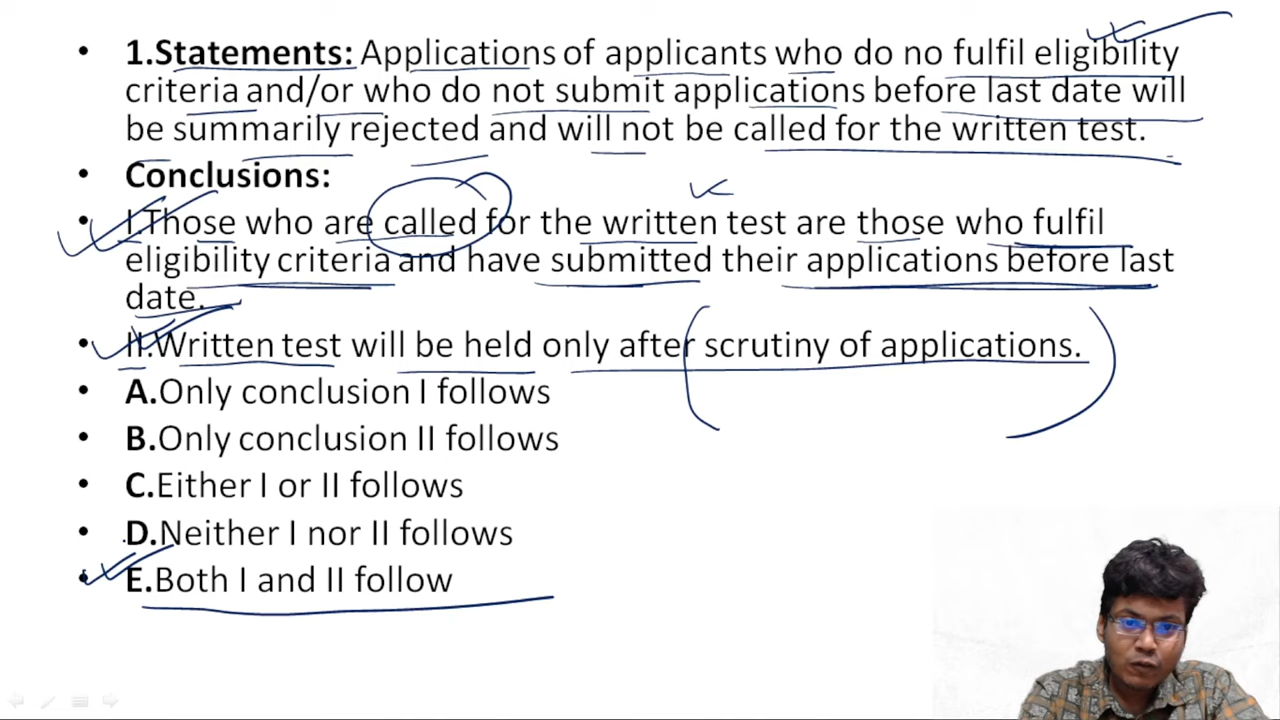 • 1.Statements: Applications of applicants who do no fulfil eligibility
criteria and/or who do not submit applications before last date will
be summarily rejected and will not be called for the written test.
• Conclusions:
• I.Those who are called for the written test are those who fulfil
eligibility criteria and have submitted their applications before last
date.
• II.Written test will be held only after scrutiny of applications.
• A.Only conclusion I follows
• B.Only conclusion II follows
• C.Either I or II follows
• D.Neither I nor II follows
• E.Both I and II follow